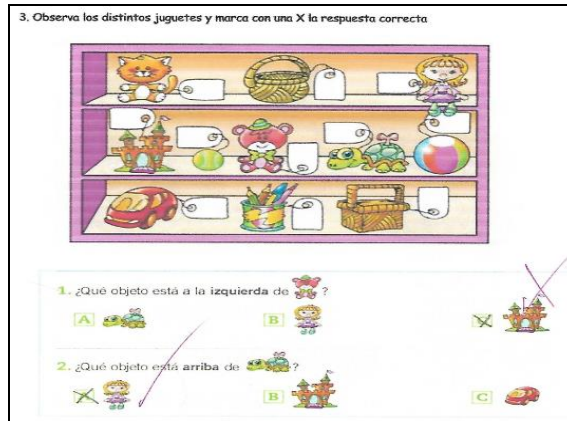 3. Observa los distintos juguetes y marca con una X la respuesta correcta
1. ¿Qué objeto está a la izquierda de ?
A B
2. ¿Qué objeto está arriba de ?
X B C